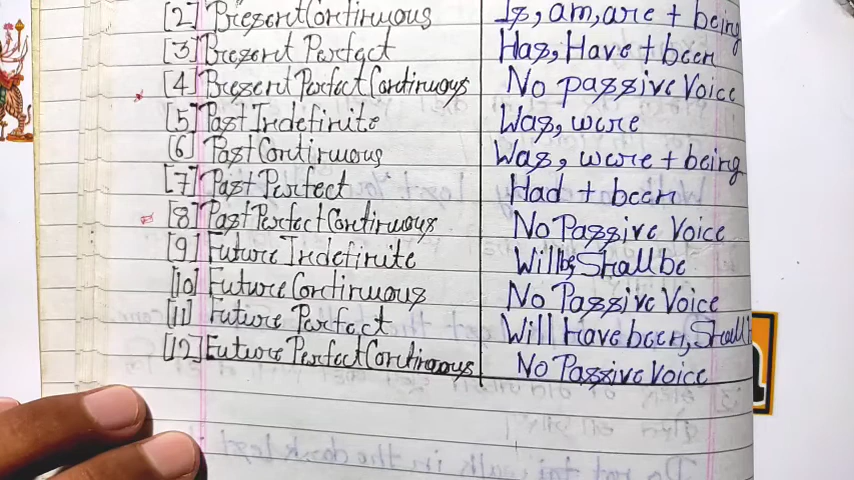 [2] Present Continuous Is, am, are + being
[3] Present Perfect Has, Have + been
[4] Present Perfect Continuous No passive Voice
[5] Past Indefinite Was, were
[6] Past Continuous Was, were + being
[7] Past Perfect Had + been
[8] Past Perfect Continuous No Passive Voice
[9] Future Indefinite Will be, Shall be
[10] Future Continuous No Passive Voice
[11] Future Perfect Will have been, Shall
[12] Future Perfect Continuous No Passive Voice